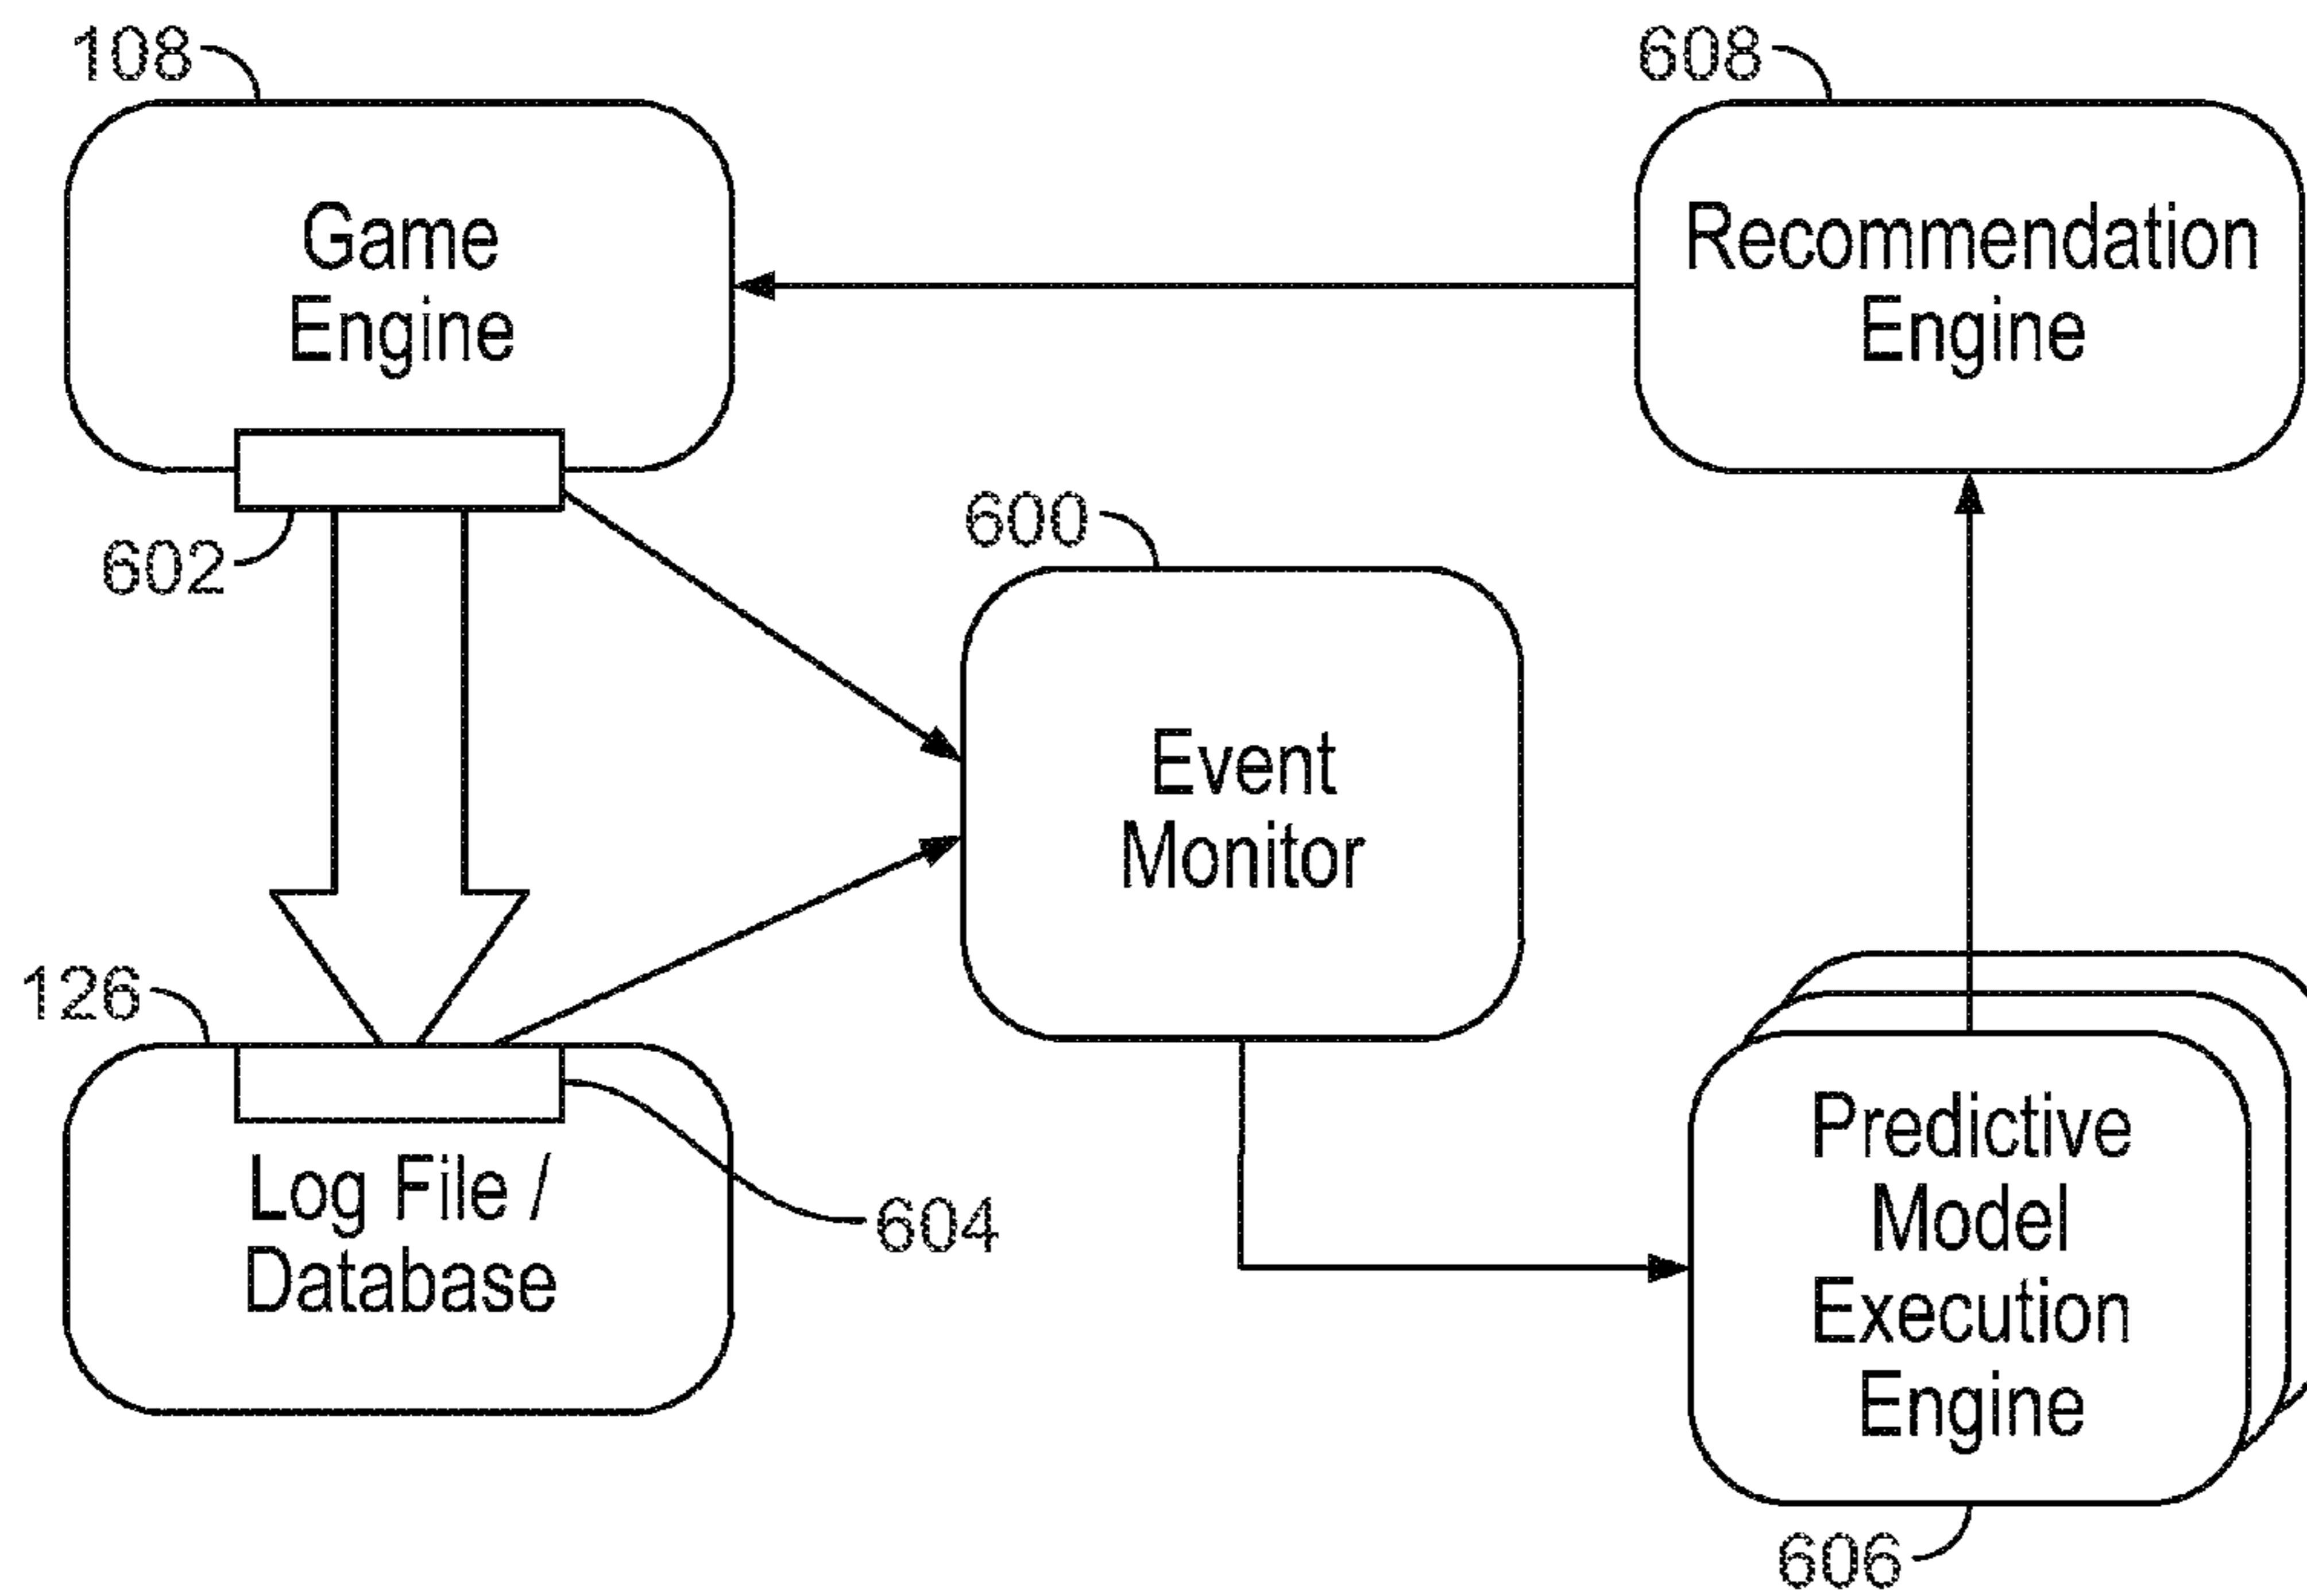 108
608
Game
Engine
Recommendation
Engine
602
600
Event
Monitor
126
Log File /
Database
604
Predictive
Model
Execution
Engine
606